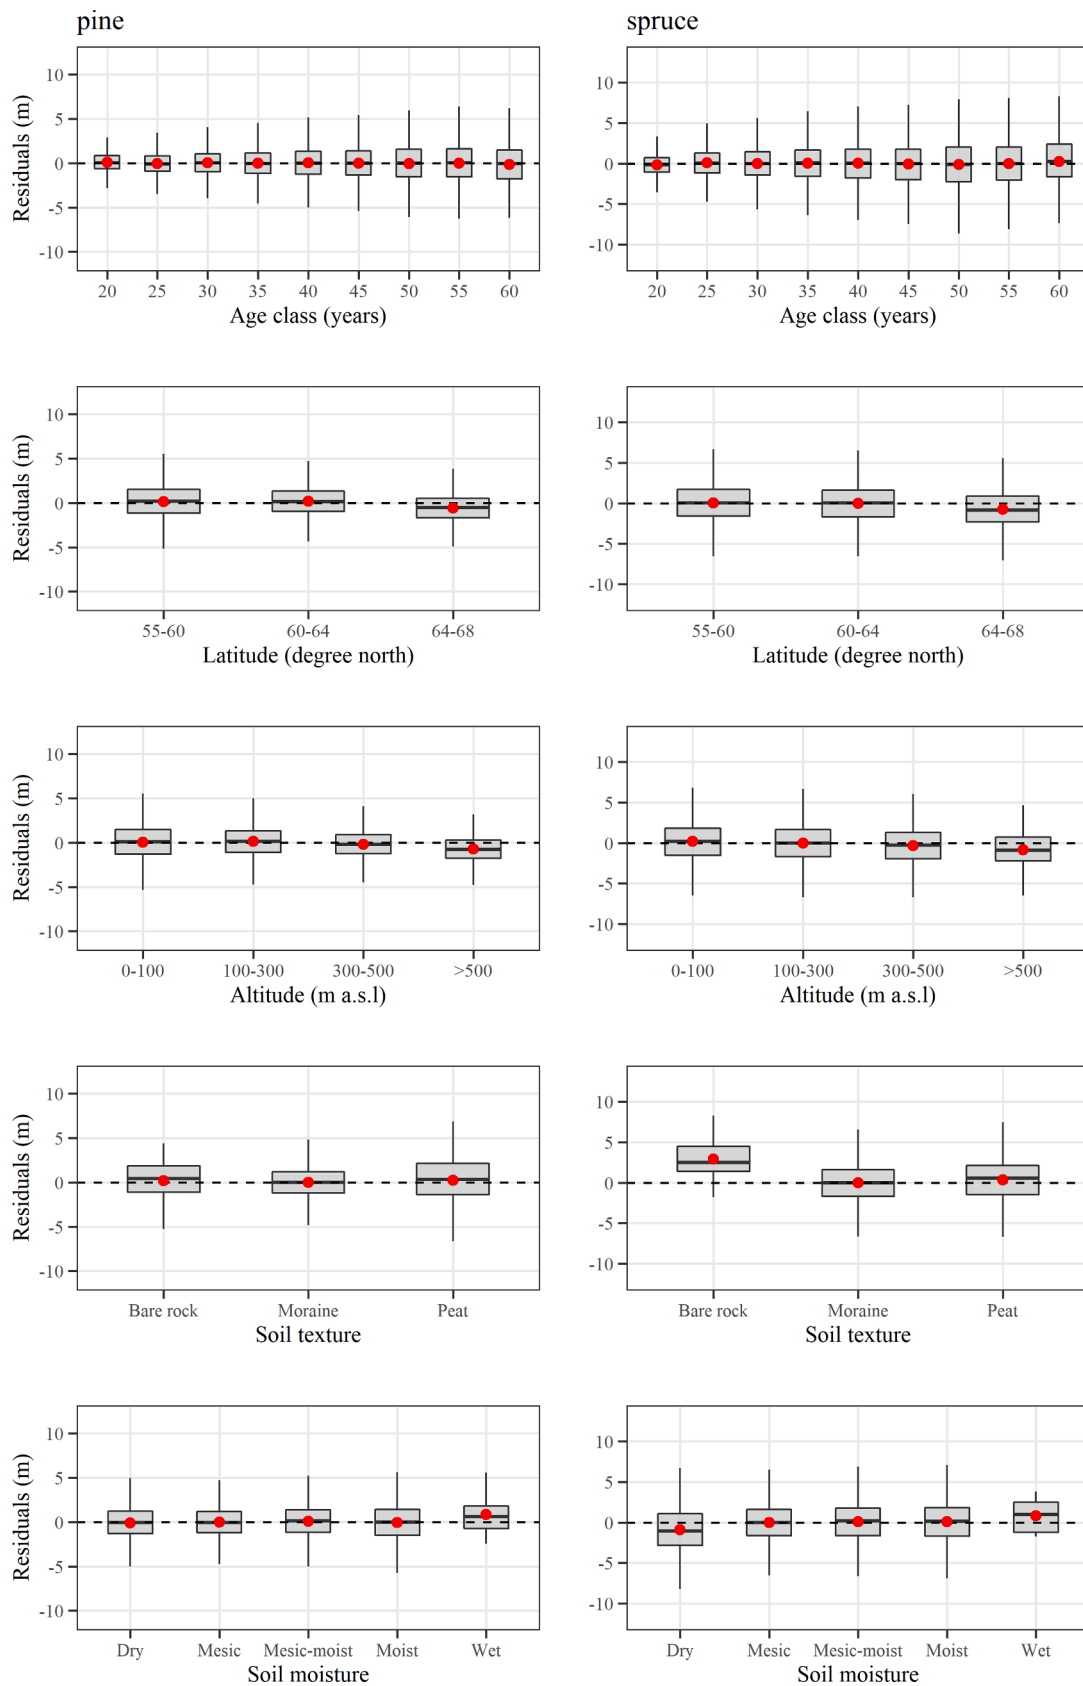 pine
spruce
Residuals (m)
10
5
0
-5
-10
20 25 30 35 40 45 50 55 60
Age class (years)
10
5
0
-5
-10
20 25 30 35 40 45 50 55 60
Age class (years)
Residuals (m)
10
5
0
-5
-10
55-60 60-64 64-68
Latitude (degree north)
10
5
0
-5
-10
55-60 60-64 64-68
Latitude (degree north)
Residuals (m)
10
5
0
-5
-10
0-100 100-300 300-500 >500
Altitude (m a.s.l)
10
5
0
-5
-10
0-100 100-300 300-500 >500
Altitude (m a.s.l)
Residuals (m)
10
5
0
-5
-10
Bare rock Moraine Peat
Soil texture
10
5
0
-5
-10
Bare rock Moraine Peat
Soil texture
Residuals (m)
10
5
0
-5
-10
Dry Mesic Mesic-moist Moist Wet
Soil moisture
10
5
0
-5
-10
Dry Mesic Mesic-moist Moist Wet
Soil moisture